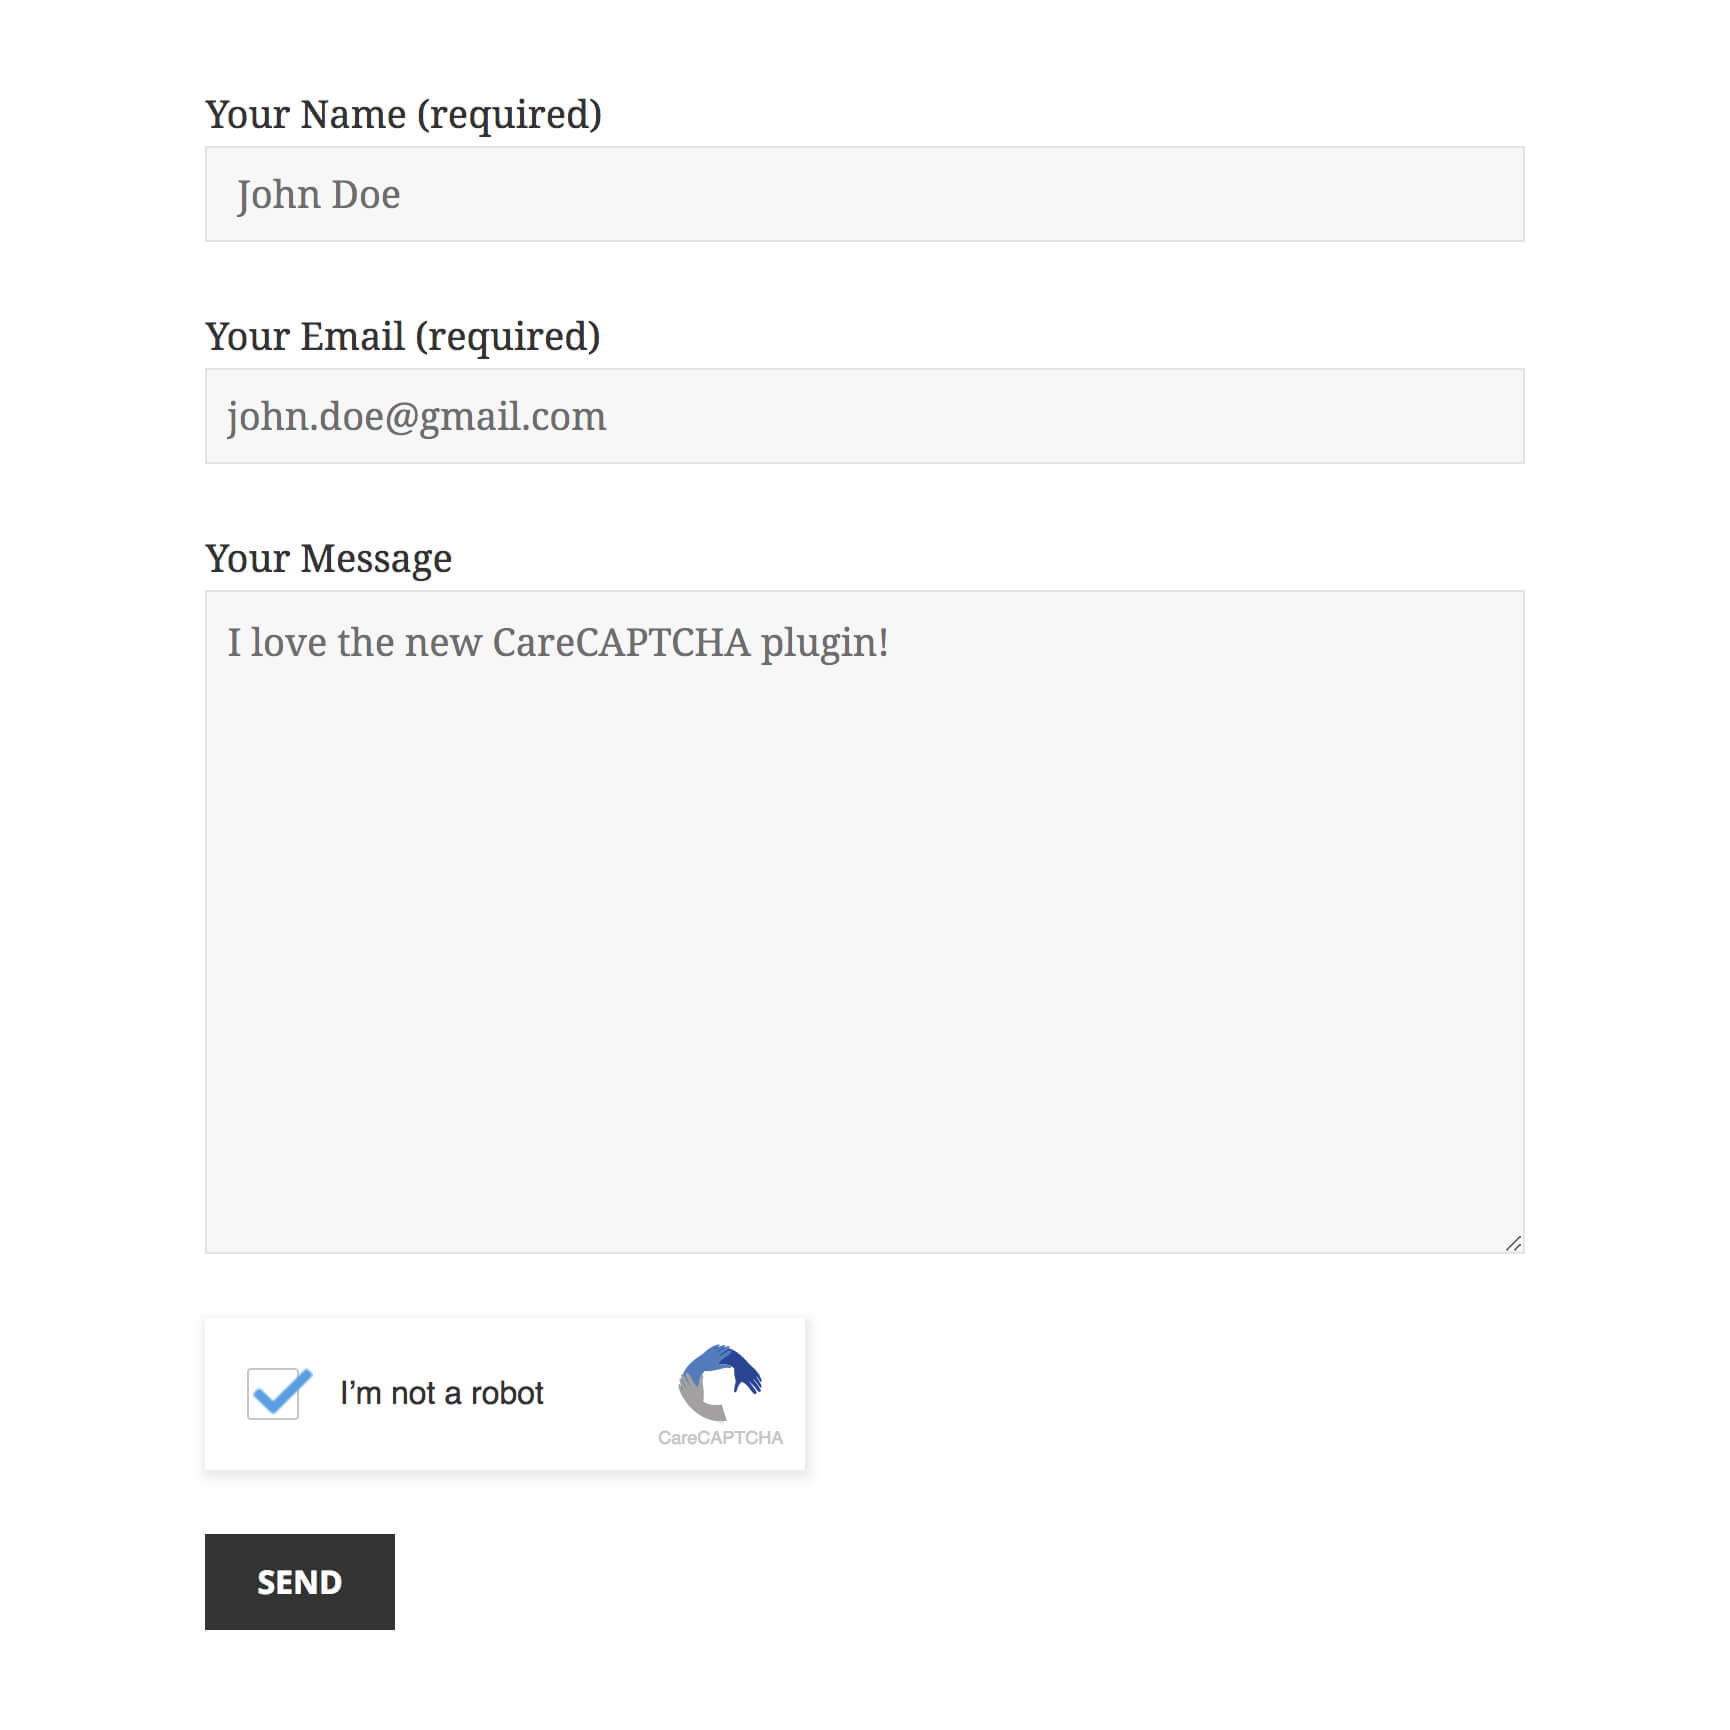 Your Name (required)
John Doe
Your Email (required)
john.doe@gmail.com
Your Message
I love the new CareCAPTCHA plugin!
I’m not a robot
CareCAPTCHA
SEND